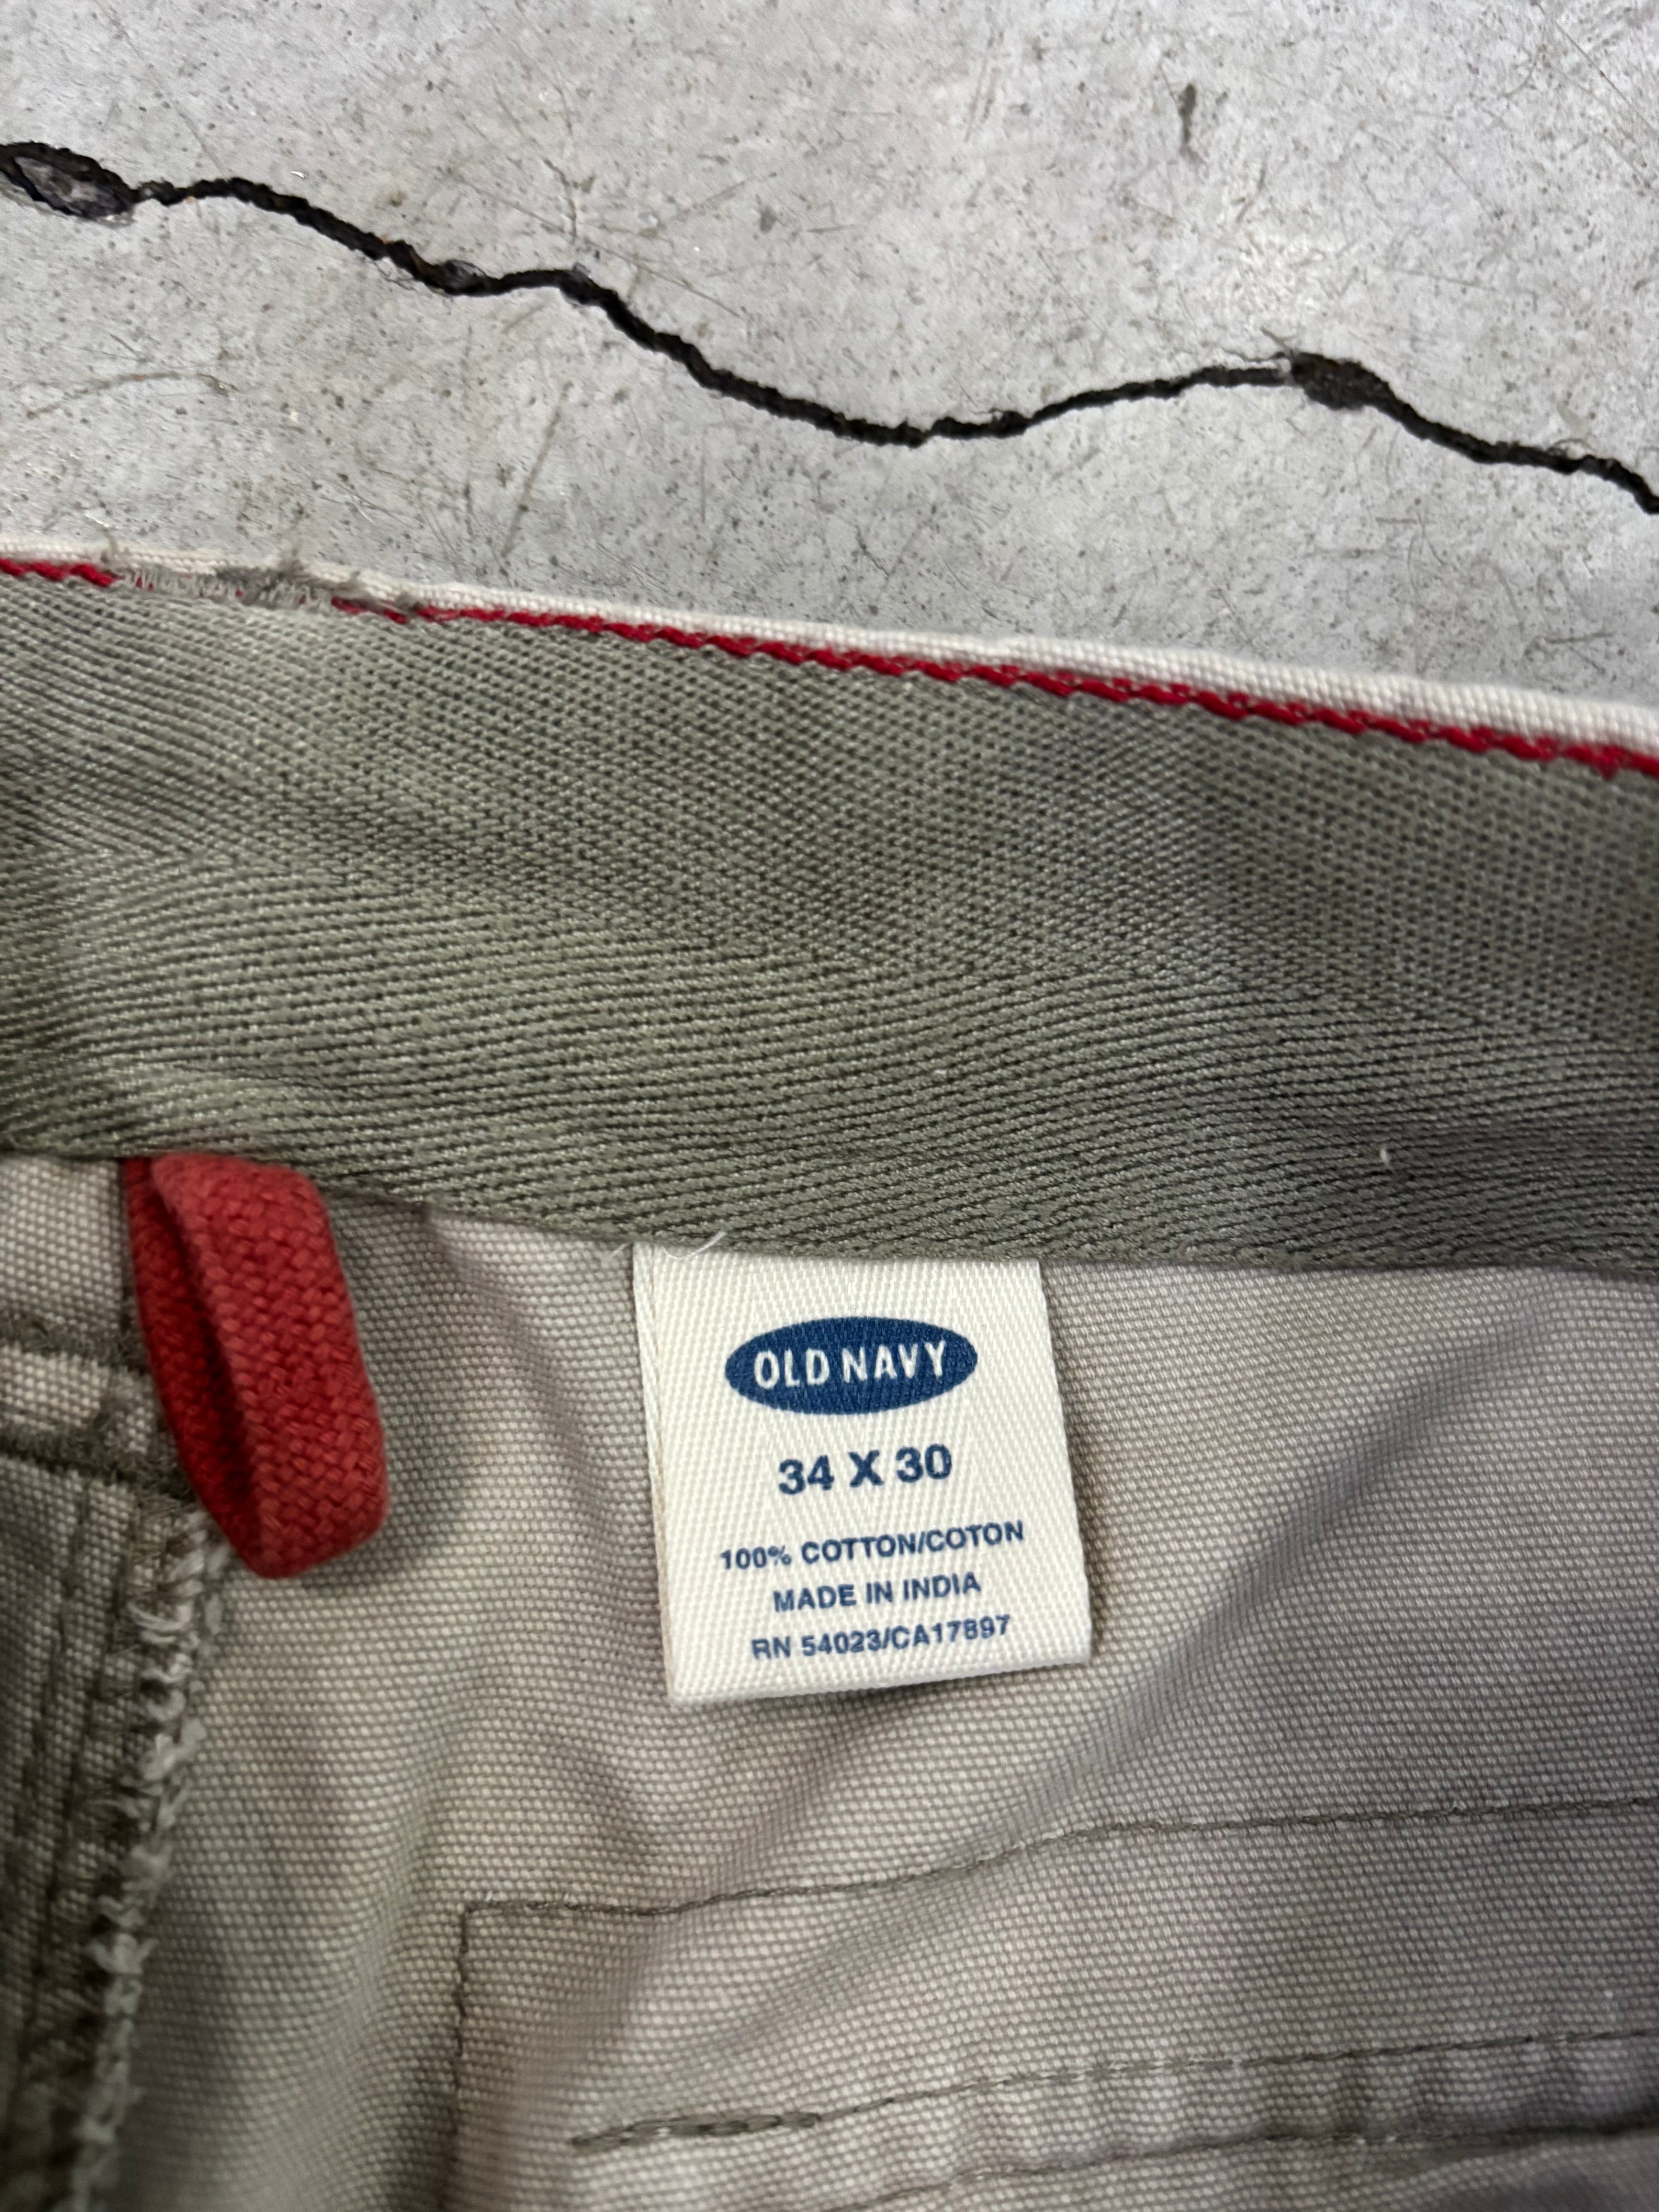 OLD NAVY
34 X 30
100% COTTON/COTON
MADE IN INDIA
RN 54023/CA17897